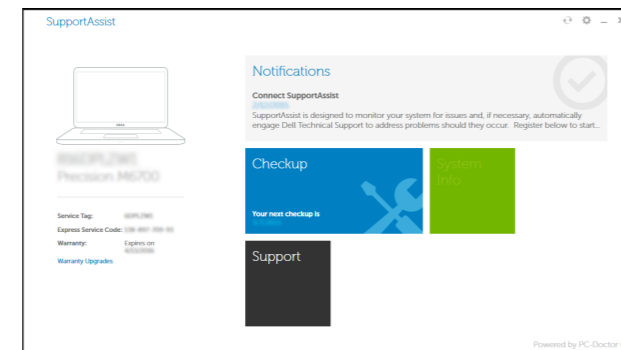 SupportAssist
Notifications
Connect SupportAssist
SupportAssist is designed to monitor your system for issues and, if necessary, automatically
engage Dell Technical Support to address problems should they occur. Register below to start...
DELL
Precision M6700
Checkup
System
Info
Your next checkup is
Service Tag:
Express Service Code:
Warranty: Expires on
Warranty Upgrades
Support
Powered by PC-Doctor